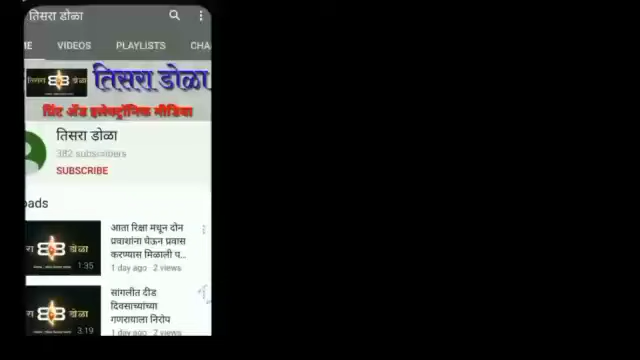 तिसरा डोळा
ME VIDEOS PLAYLISTS CHA
तिसरा डोळा तिसरा डोळा
प्रिंट अँड इलेक्ट्रॉनिक मीडिया
तिसरा डोळा
382 subscribers
SUBSCRIBE
oads
आता रिक्षा मधून दोन
प्रवाशांना घेऊन प्रवास
करण्यास मिळाली प...
1 day ago · 2 views
रा डोळा
1:35
सांगलीत दीड
दिवसाच्यांच्या
गणरायाला निरोप
1 day ago · 2 views
रा डोळा
3:19